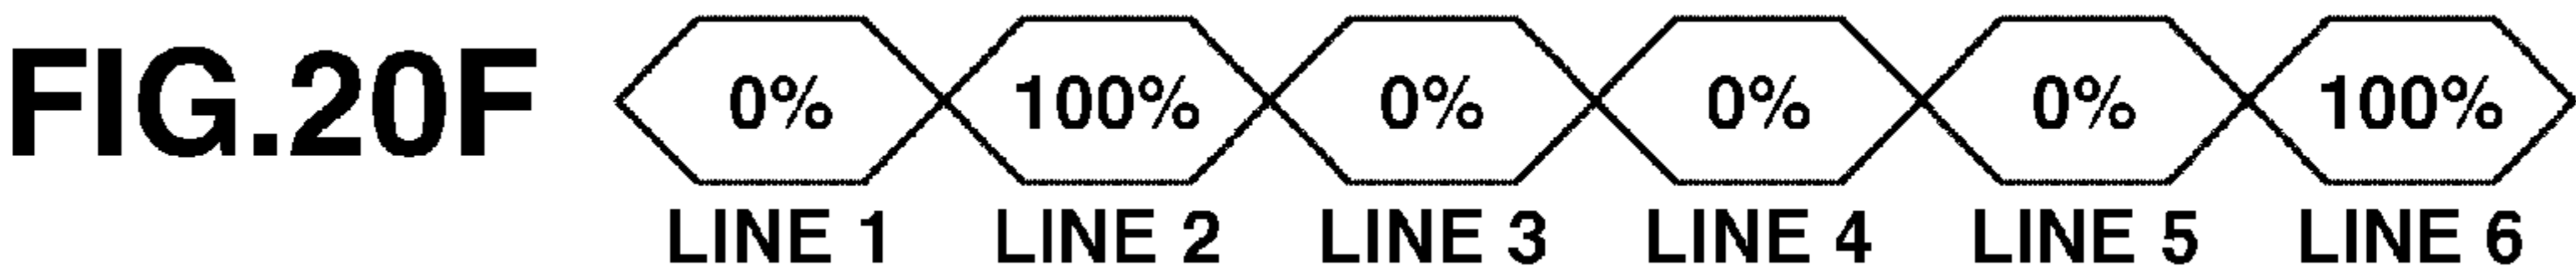 FIG.20F 0% 100% 0% 0% 0% 100%
LINE 1 LINE 2 LINE 3 LINE 4 LINE 5 LINE 6